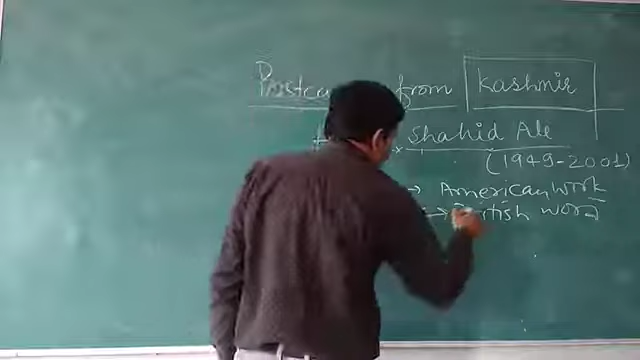 Postca from Kashmir
Shahid Ali
(1949-2001)
→ American work
→ British word